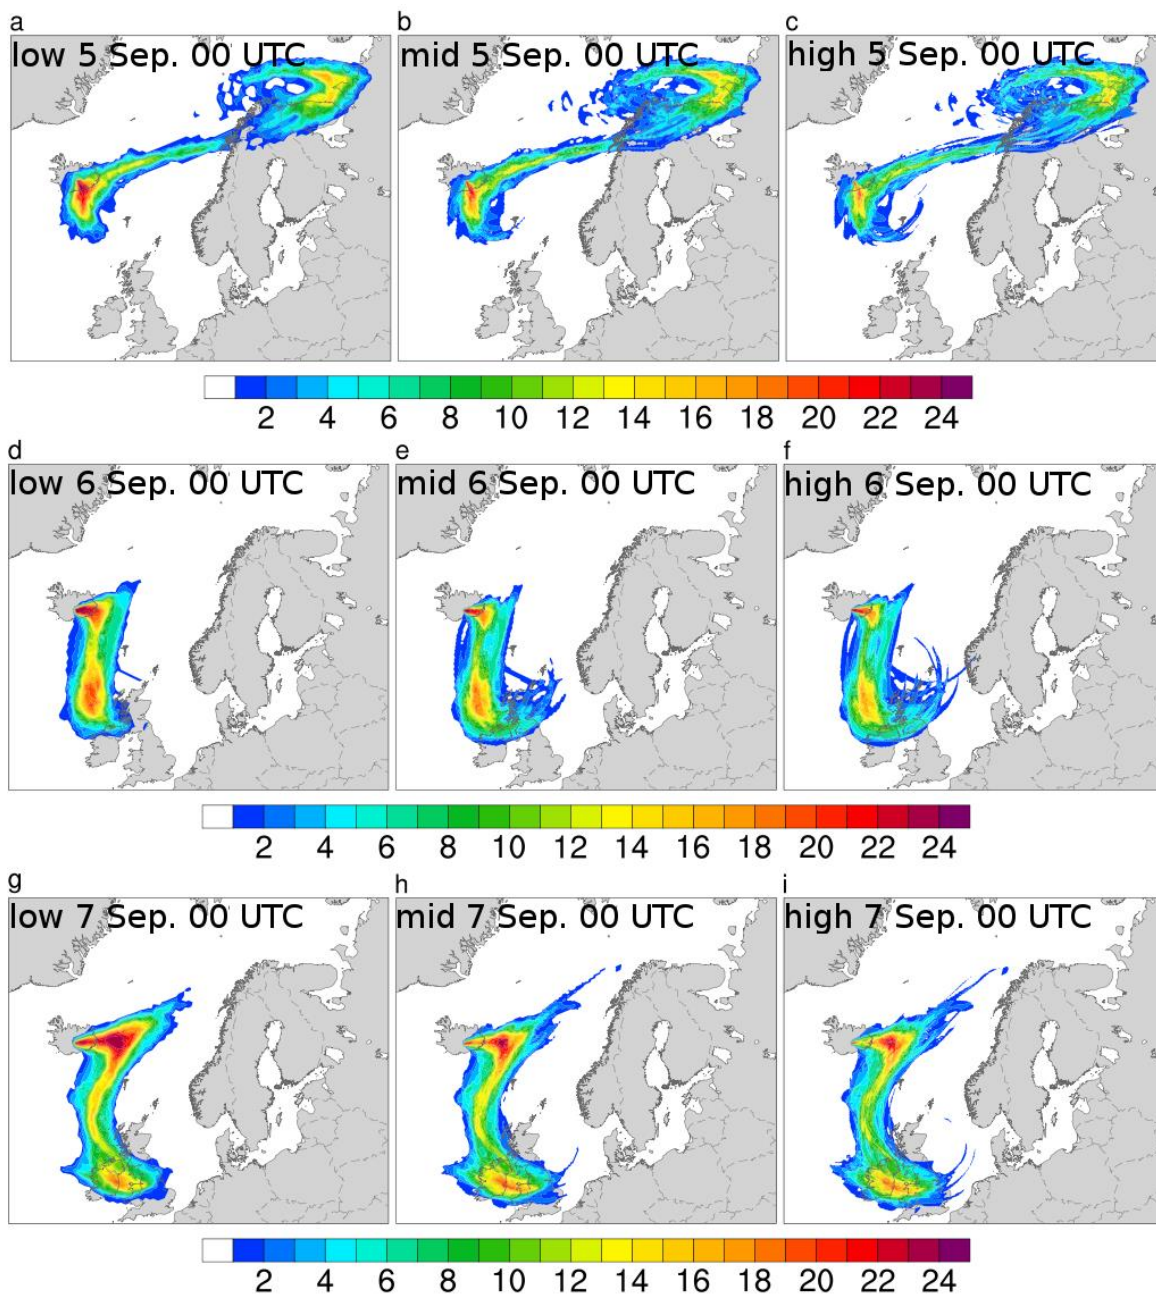 a b c
low 5 Sep. 00 UTC mid 5 Sep. 00 UTC high 5 Sep. 00 UTC
2 4 6 8 10 12 14 16 18 20 22 24
d e f
low 6 Sep. 00 UTC mid 6 Sep. 00 UTC high 6 Sep. 00 UTC
2 4 6 8 10 12 14 16 18 20 22 24
g h i
low 7 Sep. 00 UTC mid 7 Sep. 00 UTC high 7 Sep. 00 UTC
2 4 6 8 10 12 14 16 18 20 22 24